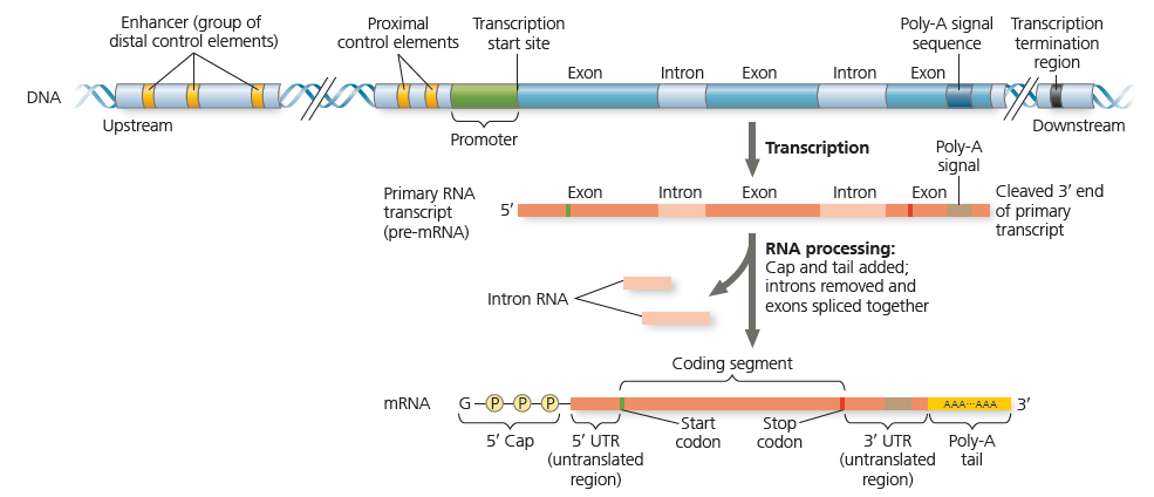 Enhancer (group of
distal control elements)
Proximal
control elements
Transcription
start site
Poly-A signal
sequence
Transcription
termination
region
Exon
Intron
Exon
Intron
Exon
DNA
Upstream
Promoter
Downstream
Transcription
Poly-A
signal
Primary RNA
transcript
(pre-mRNA)
5′
Exon
Intron
Exon
Intron
Exon
Cleaved 3′ end
of primary
transcript
RNA processing:
Cap and tail added;
introns removed and
exons spliced together
Intron RNA
Coding segment
mRNA
G P P P
AAA···AAA
3′
Start
codon
Stop
codon
5′ Cap
5′ UTR
(untranslated
region)
3′ UTR
(untranslated
region)
Poly-A
tail